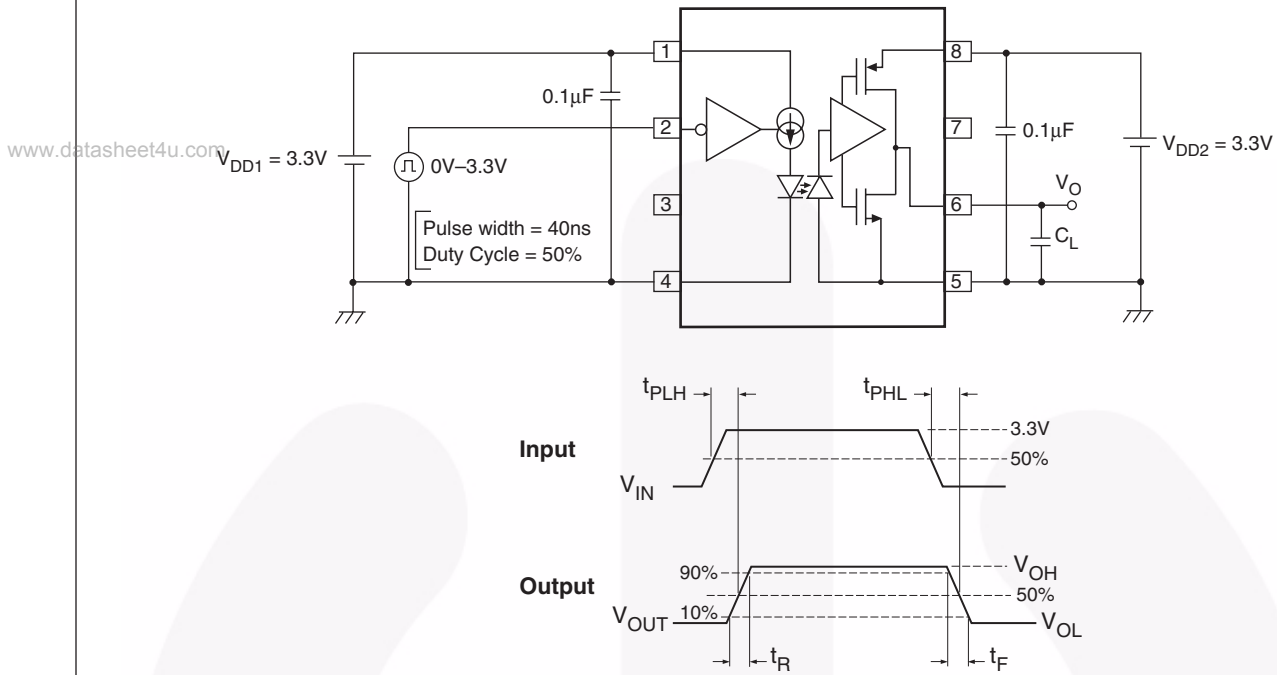 1
8
0.1μF
2
7
0.1μF
www.datasheet4u.com
V_DD1 = 3.3V
0V–3.3V
V_DD2 = 3.3V
V_O
3
6
Pulse width = 40ns
Duty Cycle = 50%
C_L
4
5
t_PLH
t_PHL
3.3V
Input
50%
V_IN
90%
V_OH
Output
50%
V_OUT
10%
V_OL
t_R
t_F